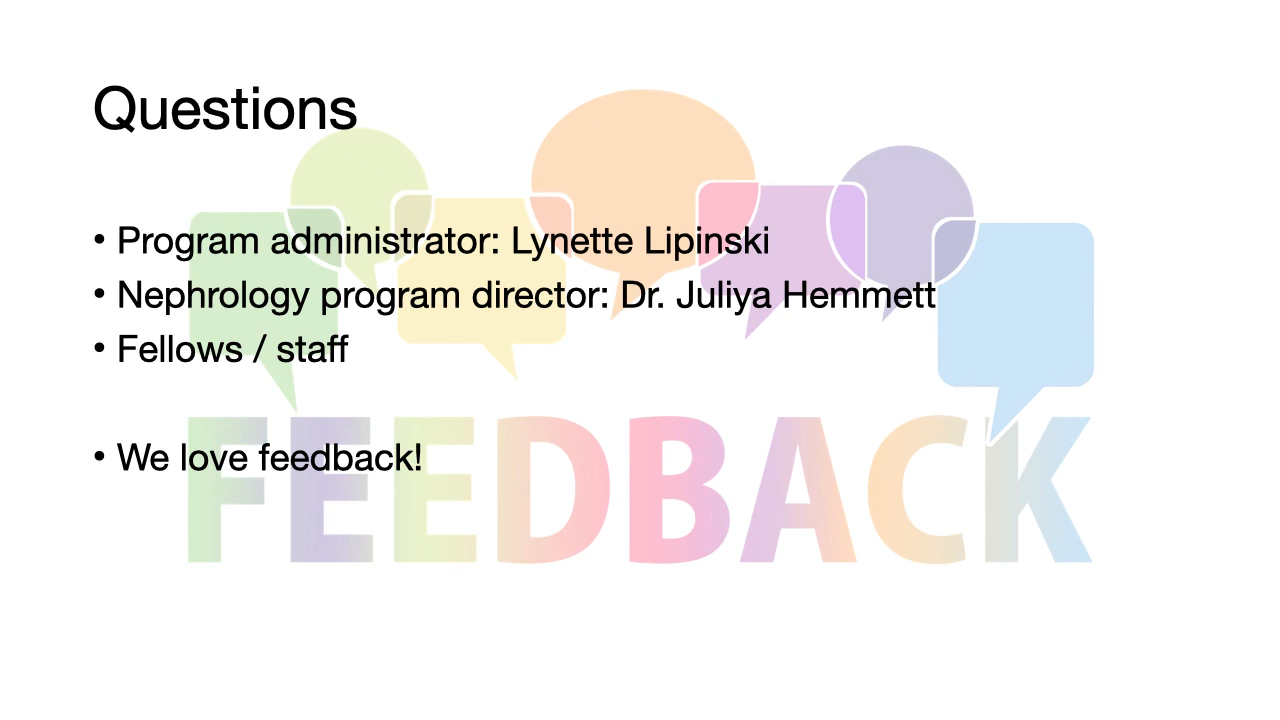 Questions
• Program administrator: Lynette Lipinski
• Nephrology program director: Dr. Juliya Hemmett
• Fellows / staff
• We love feedback!
FEEDBACK